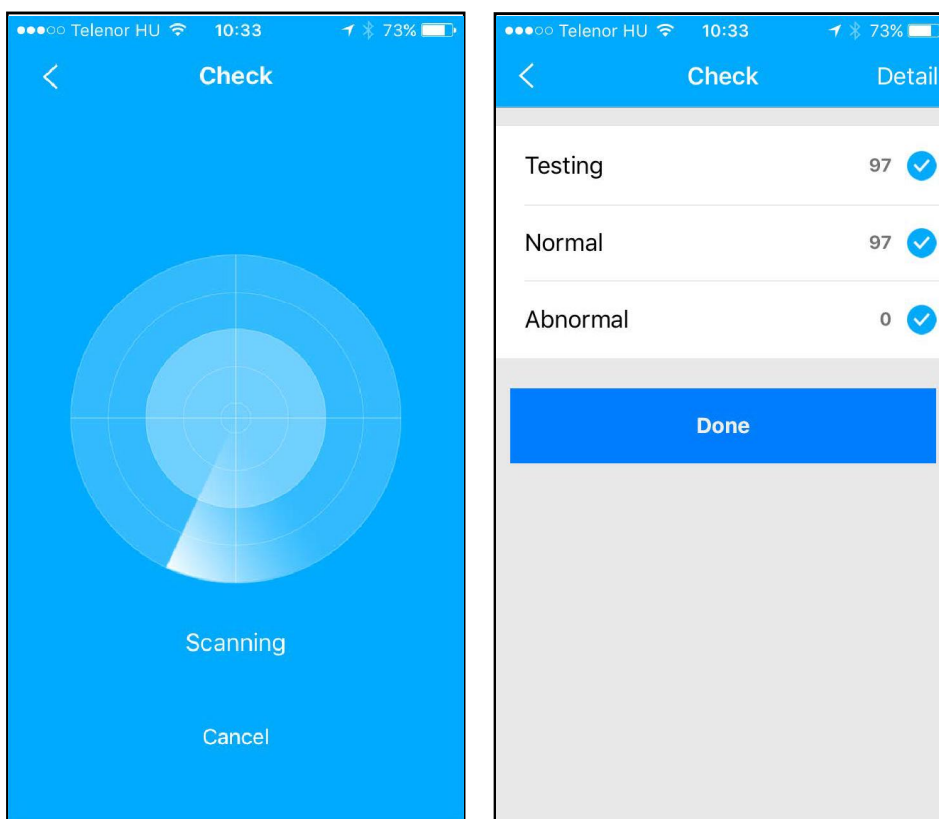 Telenor HU 10:33 73%
Check
Scanning
Cancel
Telenor HU 10:33 73%
Check Detail
Testing 97
Normal 97
Abnormal 0
Done